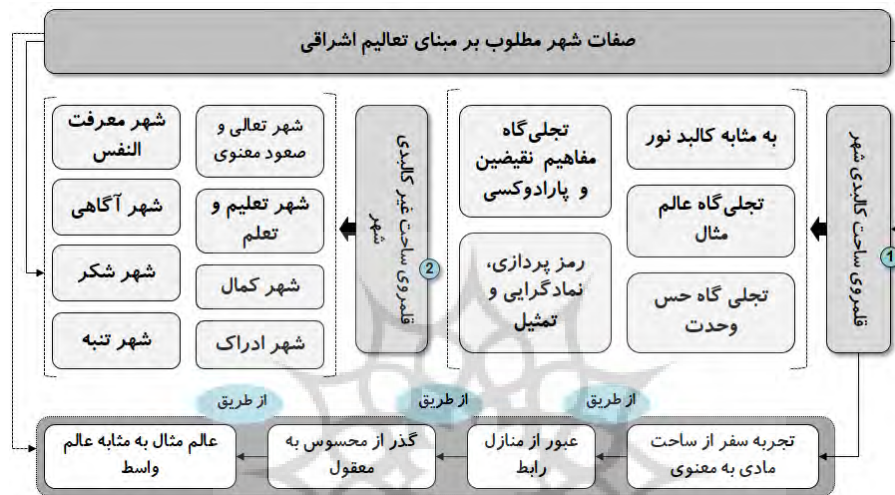 صفات شهر مطلوب بر مبنای تعالیم اشراقی
قلمروی ساحت کالبدی شهر
1
به مثابه کالبد نور
تجلی‌گاه عالم
مثال
تجلی گاه حس
وحدت
تجلی‌گاه
مفاهیم نقیضین
و پارادوکسی
رمز پردازی،
نمادگرایی و
تمثیل
قلمروی ساحت غیر کالبدی
شهر
2
شهر تعالی و
صعود معنوی
شهر تعلیم و
تعلم
شهر کمال
شهر ادراک
شهر معرفت
النفس
شهر آگاهی
شهر شکر
شهر تنبه
از طریق
از طریق
از طریق
تجربه سفر از ساحت
مادی به معنوی
عبور از منازل
رابط
گذر از محسوس به
معقول
عالم مثال به مثابه عالم
واسط